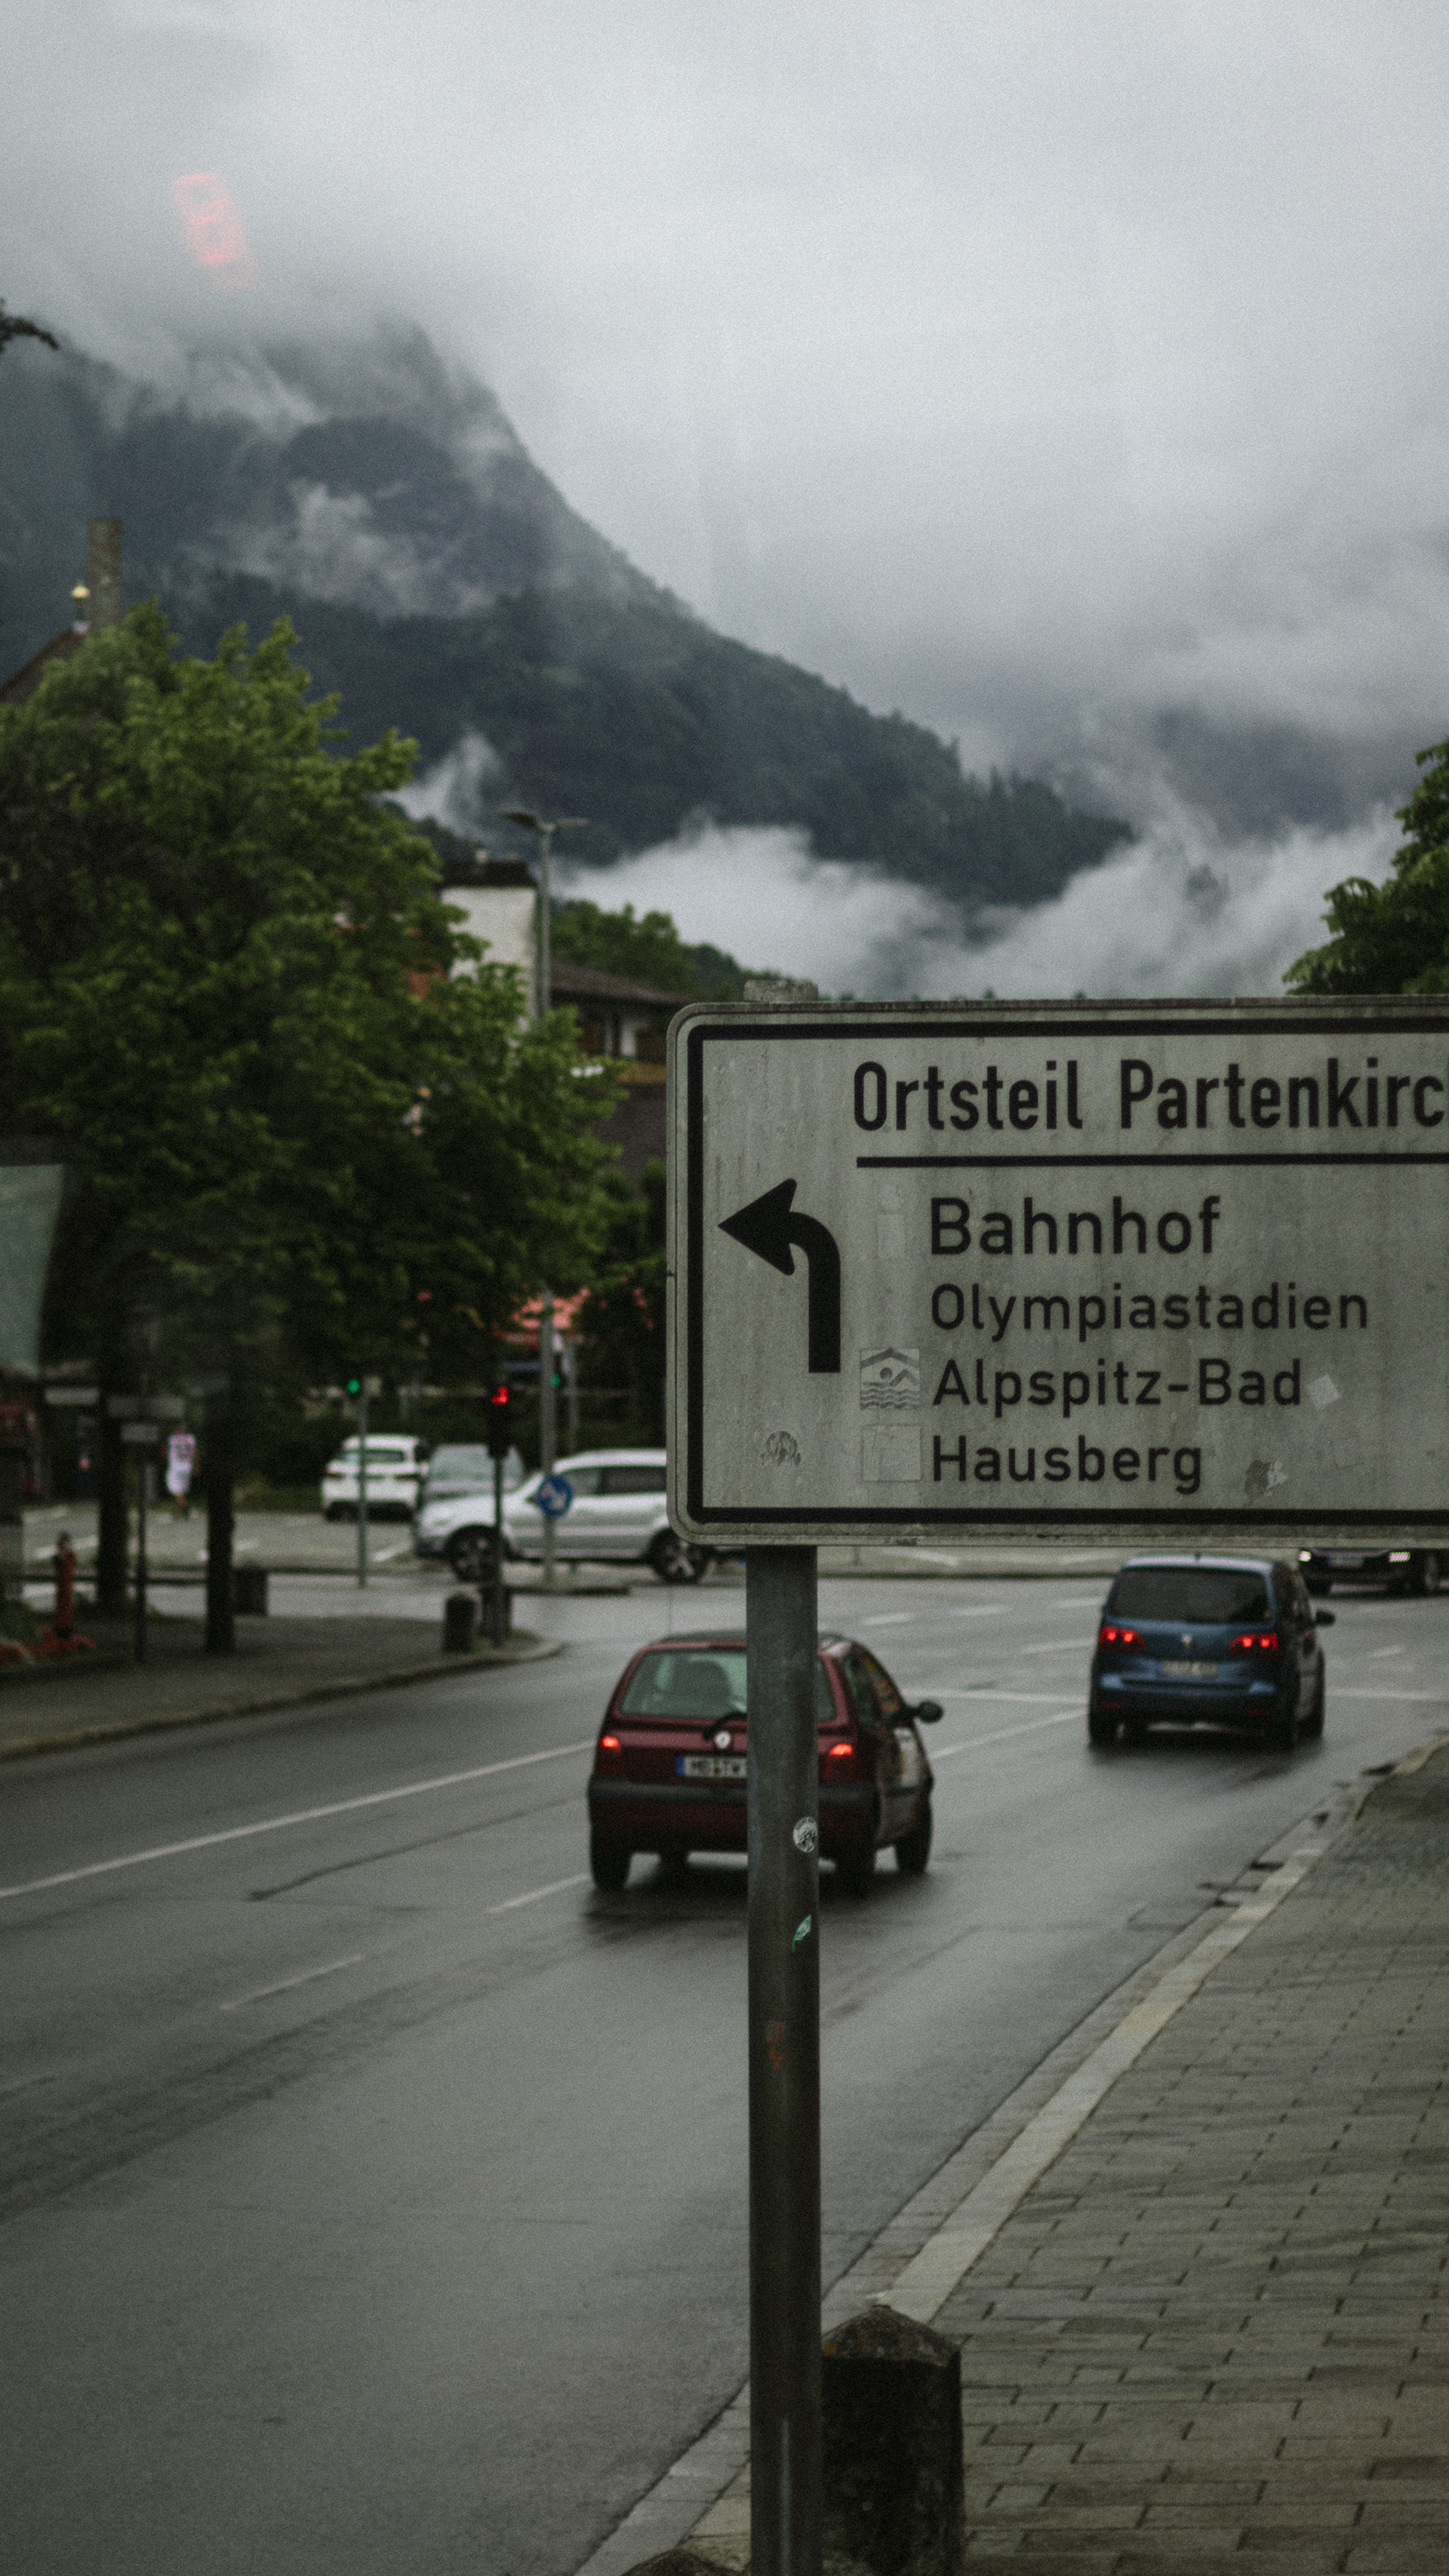 Ortsteil Partenkirc
Bahnhof
Olympiastadien
Alpspitz-Bad
Hausberg